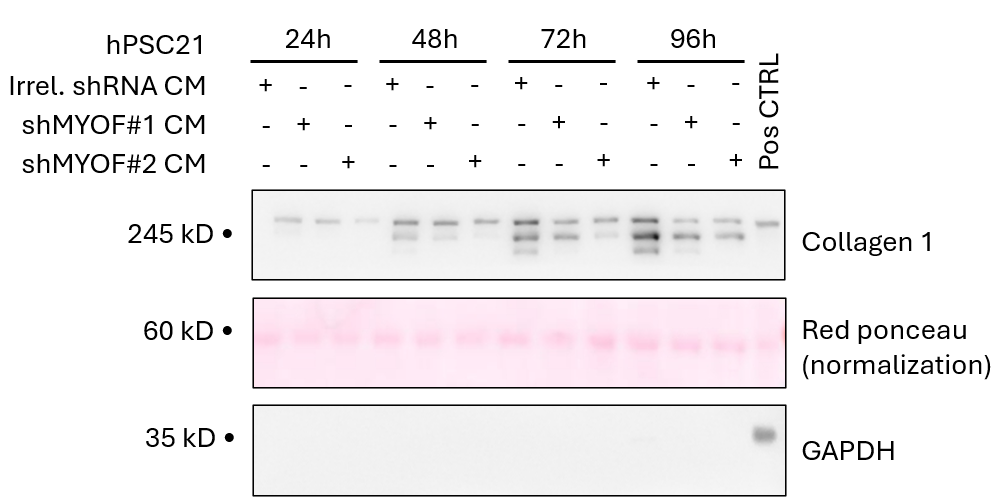 hPSC21 24h 48h 72h 96h
Irrel. shRNA CM + - - + - - + - - + - -
shMYOF#1 CM - + - - + - - + - - + -
shMYOF#2 CM - - + - - + - - + - - +
Pos CTRL
245 kD • Collagen 1
60 kD • Red ponceau
(normalization)
35 kD • GAPDH